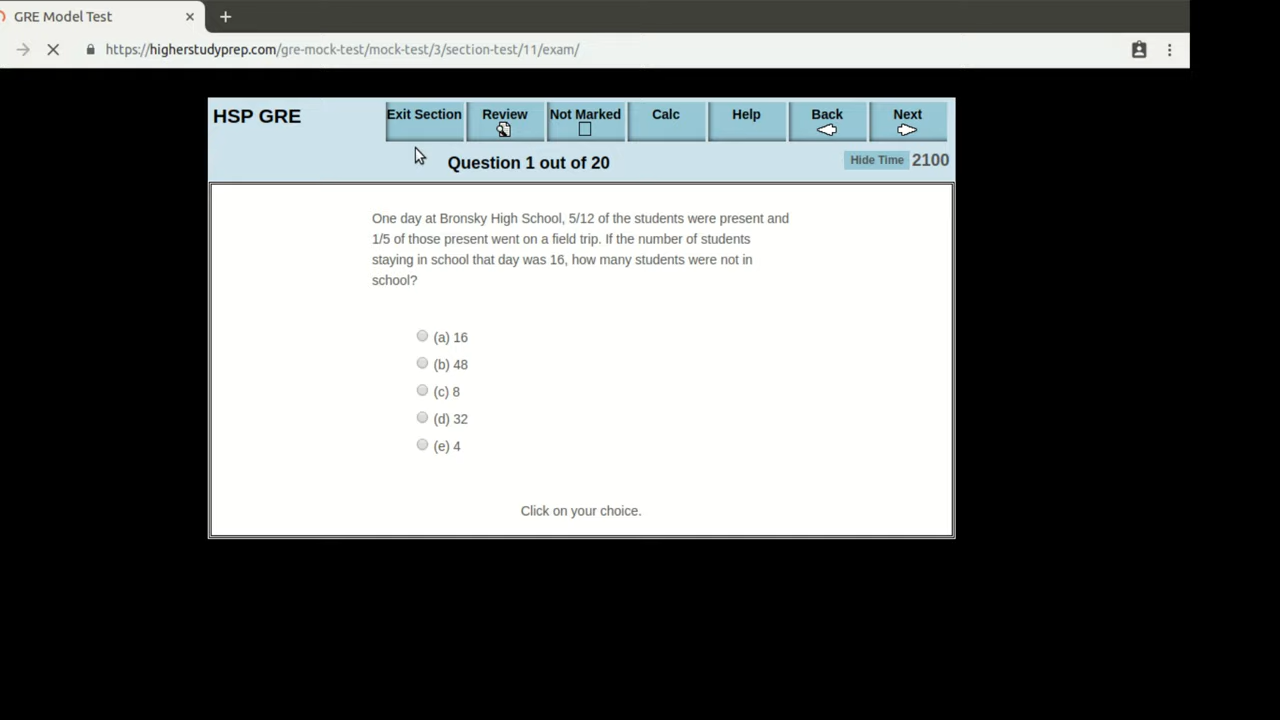 GRE Model Test
https://higherstudyprep.com/gre-mock-test/mock-test/3/section-test/11/exam/
HSP GRE
Exit Section
Review
Not Marked
Calc
Help
Back
Next
Question 1 out of 20
Hide Time 2100
One day at Bronsky High School, 5/12 of the students were present and
1/5 of those present went on a field trip. If the number of students
staying in school that day was 16, how many students were not in
school?
(a) 16
(b) 48
(c) 8
(d) 32
(e) 4
Click on your choice.